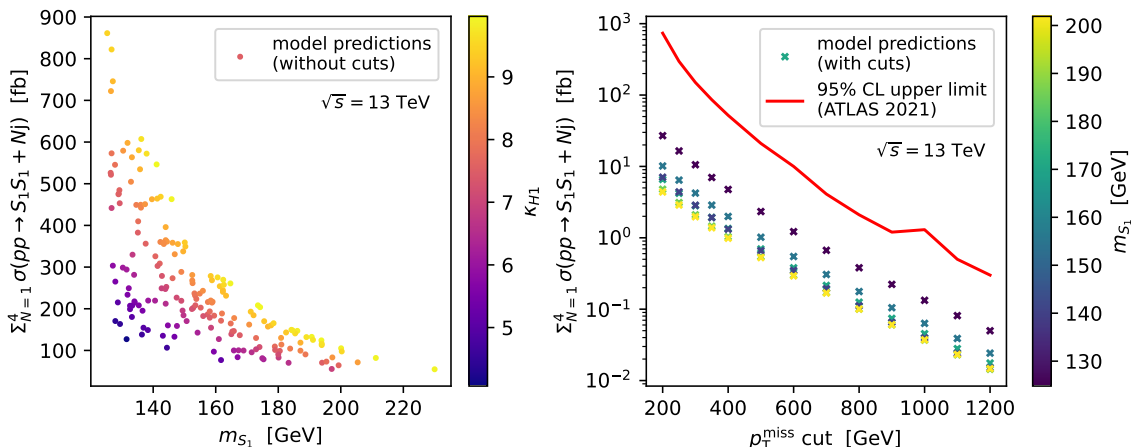 900
800
700
600
500
400
300
200
100
Σ⁴_{N=1} σ(pp → S₁S₁ + Nj) [fb]
model predictions
(without cuts)
√s = 13 TeV
140
160
180
200
220
m_{S₁} [GeV]
9
8
7
6
5
κ_{H1}
10³
10²
10¹
10⁰
10⁻¹
10⁻²
Σ⁴_{N=1} σ(pp → S₁S₁ + Nj) [fb]
model predictions
(with cuts)
95% CL upper limit
(ATLAS 2021)
√s = 13 TeV
200
400
600
800
1000
1200
p_T^{miss} cut [GeV]
200
190
180
170
160
150
140
130
m_{S₁} [GeV]